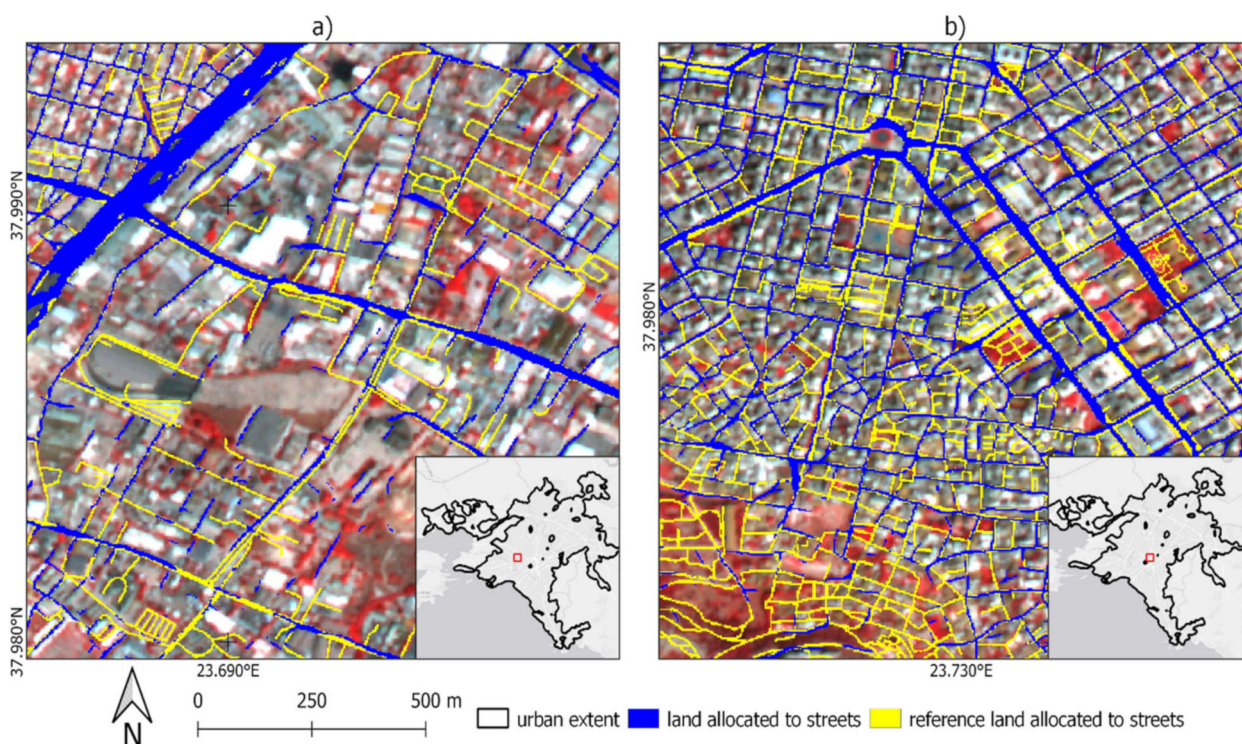 a)
b)
37.990°N
37.980°N
37.980°N
23.690°E
23.730°E
N
0
250
500 m
urban extent
land allocated to streets
reference land allocated to streets